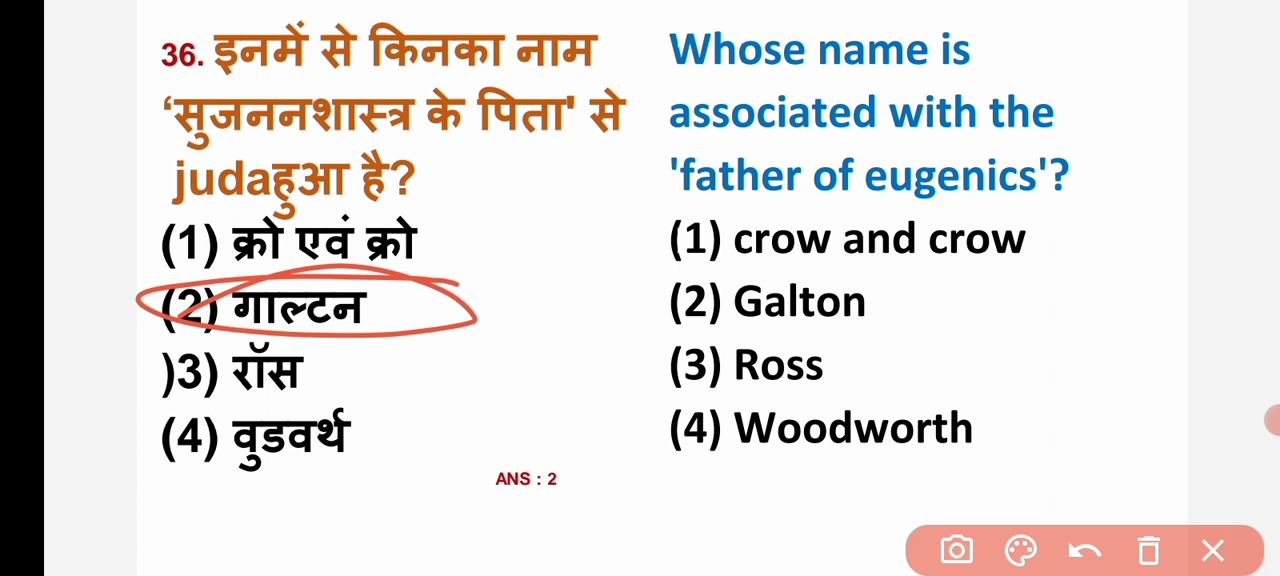 36. इनमें से किनका नाम
‘सुजननशास्त्र के पिता' से
judaहुआ है?
(1) क्रो एवं क्रो
(2) गाल्टन
)3) रॉस
(4) वुडवर्थ
Whose name is
associated with the
'father of eugenics'?
(1) crow and crow
(2) Galton
(3) Ross
(4) Woodworth
ANS : 2